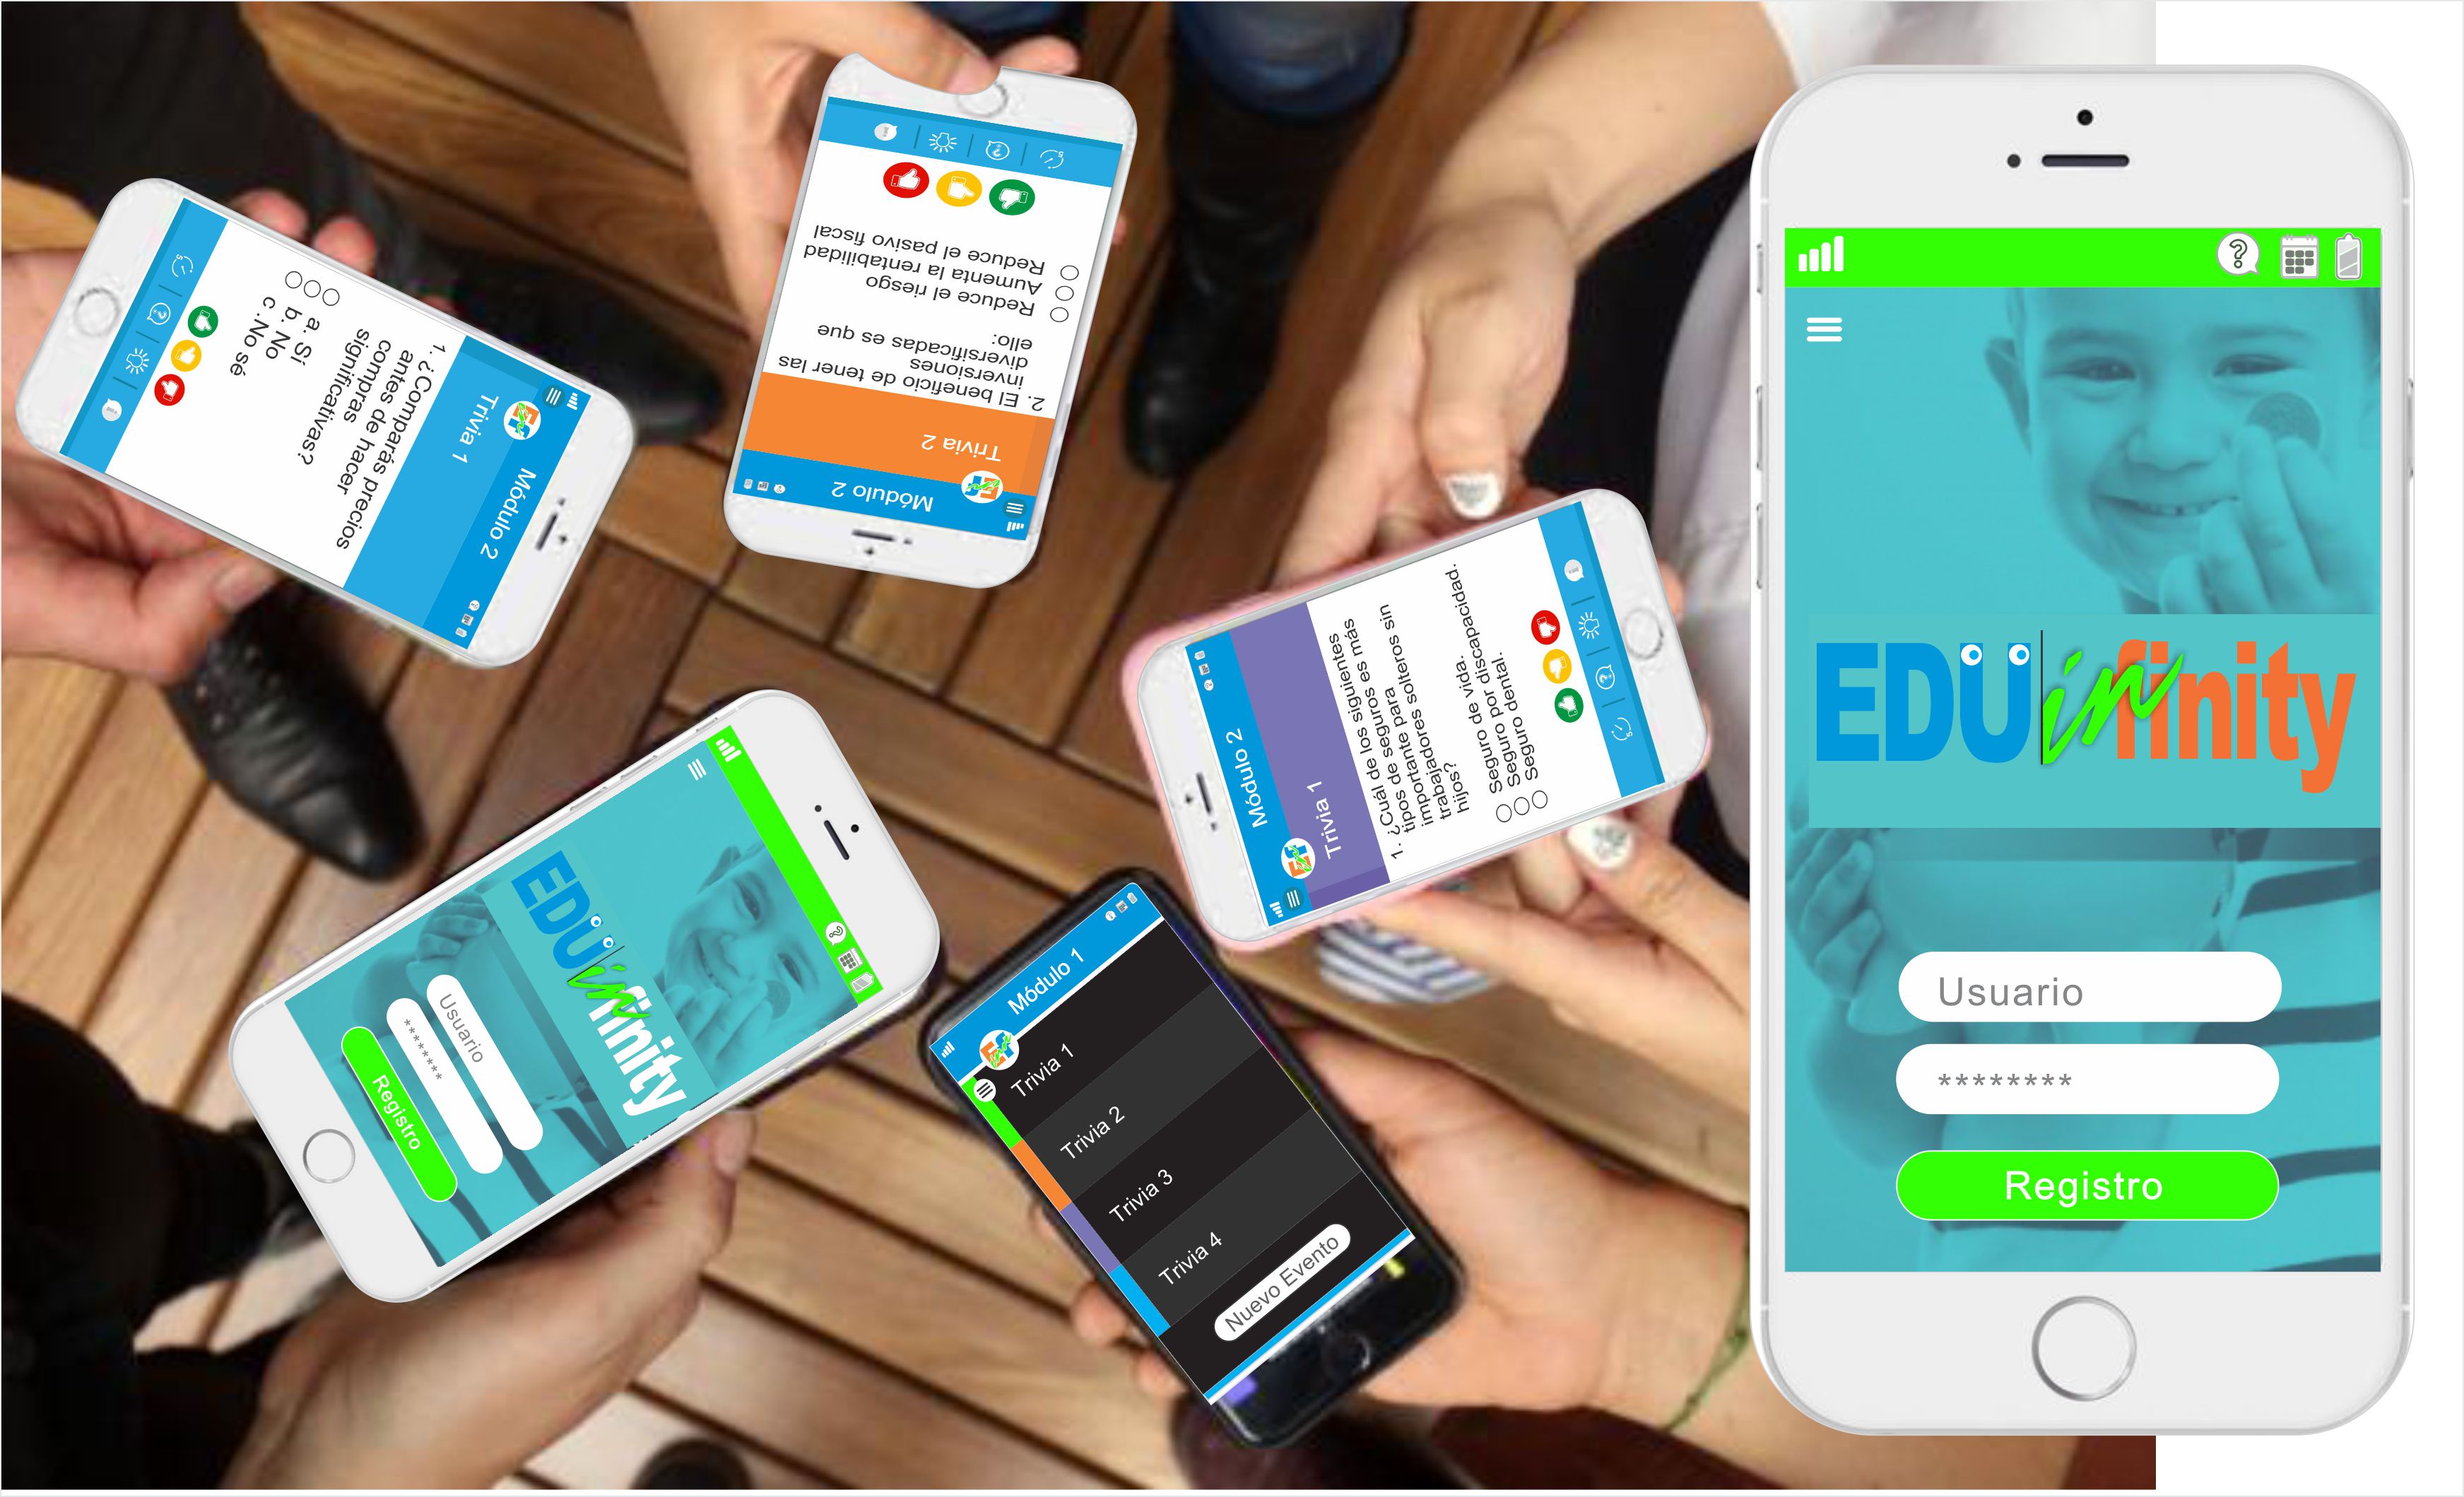 Módulo 2
Trivia 1
1. ¿Comparás precios
antes de hacer
compras
significativas?
a. Sí
b. No
c .No sé
Módulo 2
Trivia 2
2. El beneficio de tener las
inversiones
diversificadas es que
ello:
Reduce el riesgo
Aumenta la rentabilidad
Reduce el pasivo fiscal
Módulo 2
Trivia 1
1. ¿Cuál de los siguientes
tipos de seguros es más
importante para
trabajadores solteros sin
hijos?
Seguro de vida.
Seguro por discapacidad.
Seguro dental.
EDÜinfinity
Usuario
********
Registro
Módulo 1
Trivia 1
Trivia 2
Trivia 3
Trivia 4
Nuevo Evento
?
EDÜinfinity
Usuario
********
Registro